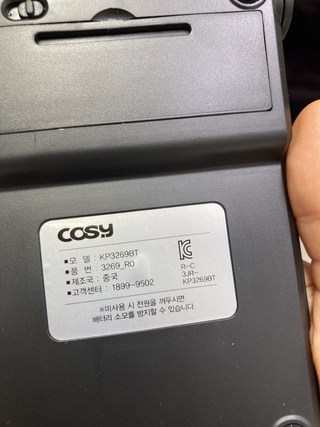 COSY
▪모 델 : KP3269BT
▪품 번 : 3269_R0
▪제조국 : 중국
▪고객센터 : 1899-9502
R-C
3JR-
KP3269BT
※미사용 시 전원을 꺼두시면
배터리 소모를 방지할 수 있습니다.